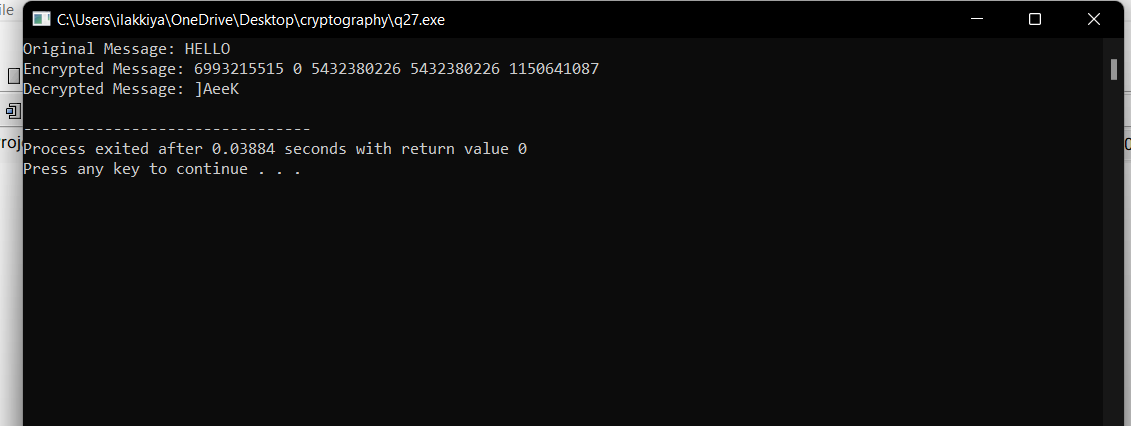 ile
C:\Users\ilakkiya\OneDrive\Desktop\cryptography\q27.exe
Original Message: HELLO
Encrypted Message: 6993215515 0 5432380226 5432380226 1150641087
Decrypted Message: ]AeeK
--------------------------------
Process exited after 0.03884 seconds with return value 0
Press any key to continue . . .